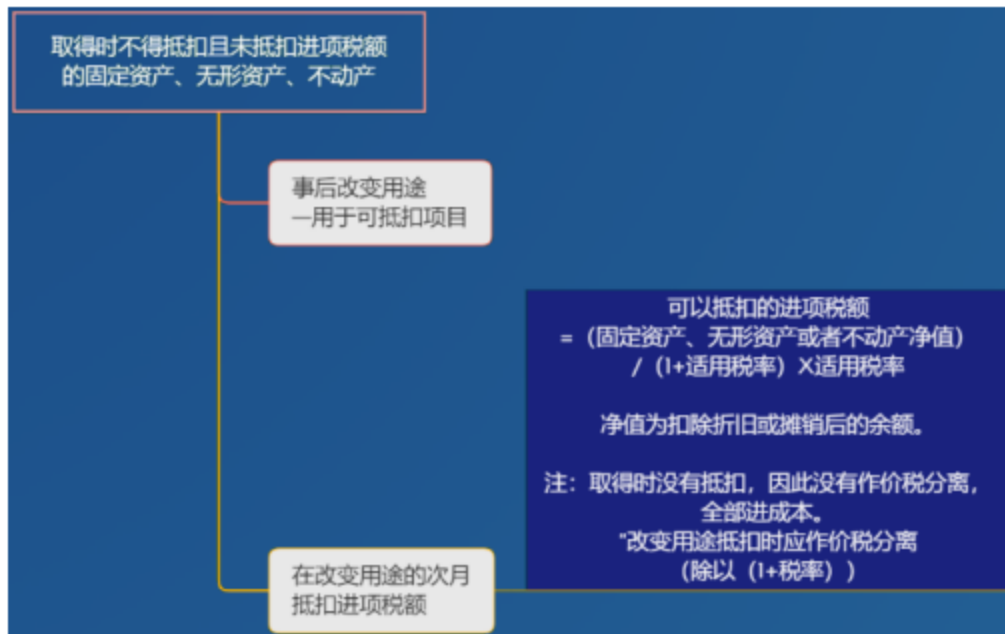 取得时不得抵扣且未抵扣进项税额
的固定资产、无形资产、不动产
事后改变用途
—用于可抵扣项目
可以抵扣的进项税额
=（固定资产、无形资产或者不动产净值）
/（I+适用税率）X适用税率
净值为扣除折旧或摊销后的余额。
注：取得时没有抵扣，因此没有作价税分离，
全部进成本。
"改变用途抵扣时应作价税分离
（除以（I+税率））
在改变用途的次月
抵扣进项税额